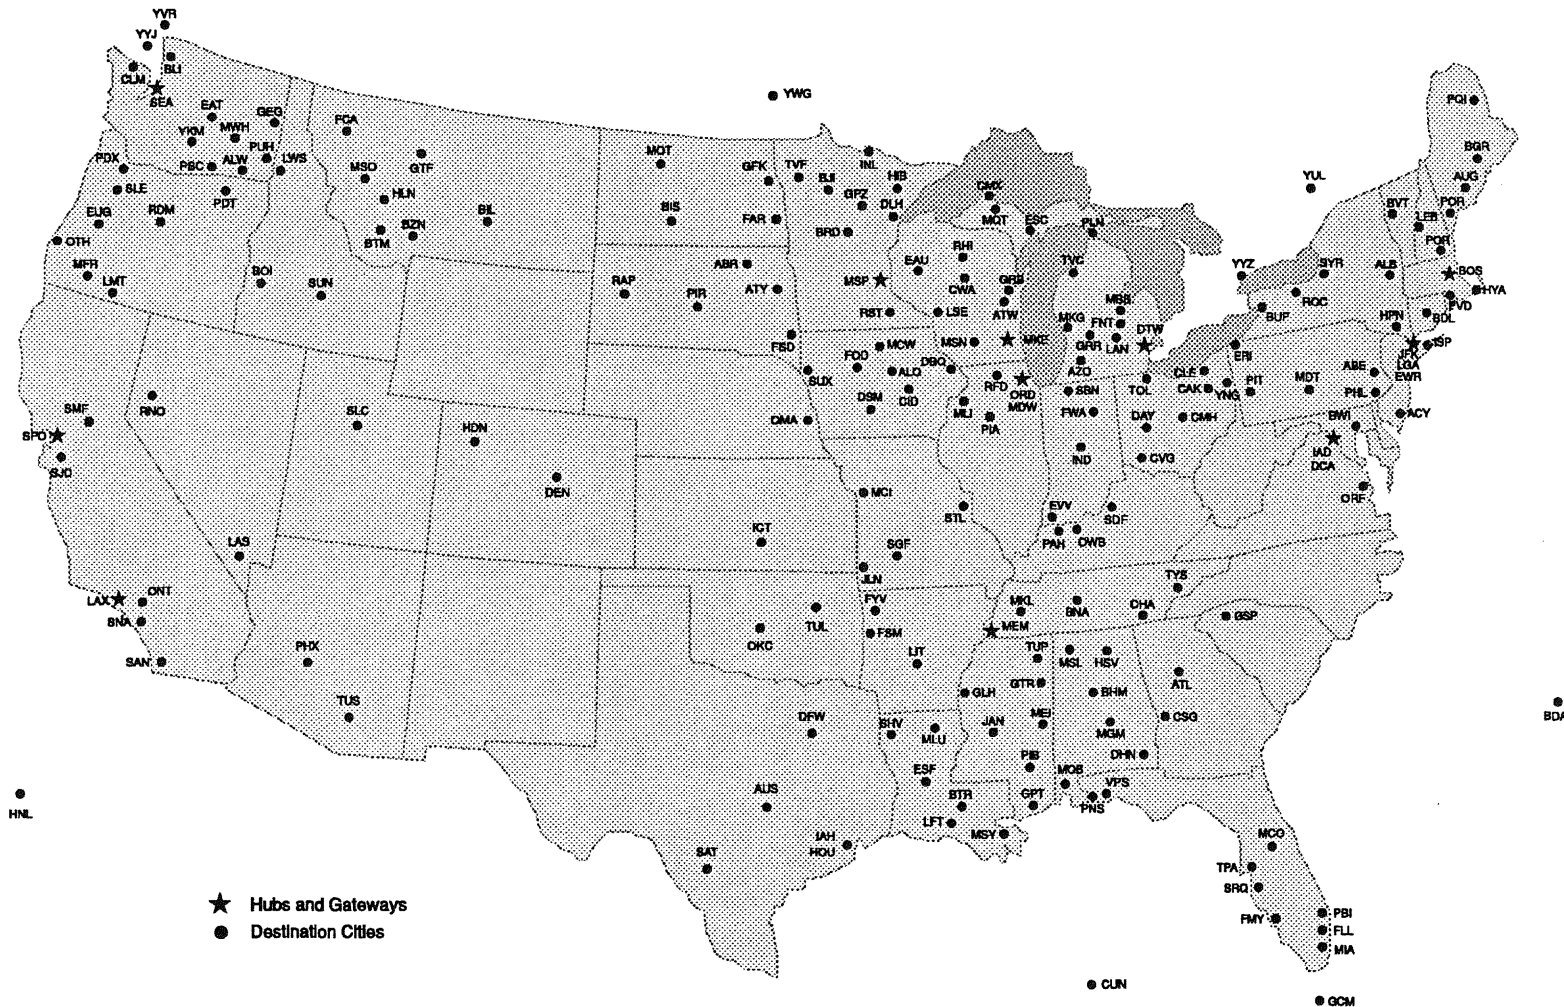 YVR
YYJ
BLI
CLM
SEA
EAT
GEG
YKM
MWH
PUH
PDX
PSC
ALW
LWS
SLE
PDT
EUG
RDM
OTH
MFR
LMT
BOI
SUN
FCA
MSO
GTF
HLN
BTM
BZN
BIL
YWG
MOT
GFK
TVF
INL
BJI
HIB
GPZ
DLH
BIS
FAR
BRD
CMX
MQT
ESC
PLN
ABR
RAP
PIR
ATY
MSP
EAU
RHI
CWA
GRB
ATW
TVC
MBS
RST
LSE
MKG
FNT
DTW
FSD
FOD
MCW
MSN
MKE
GRR
LAN
SUX
ALO
DBQ
RFD
AZO
ORD
MDW
SBN
TOL
CID
DSM
MLI
OMA
PIA
FWA
DAY
CMH
IND
CVG
YUL
PQI
BGR
AUG
BVT
LEB
POR
POR
YYZ
SYR
ALB
BOS
HYA
ROC
BUF
PVD
BDL
HPN
ERI
ISP
JFK
LGA
EWR
CLE
CAK
YNG
PIT
MDT
ABE
PHL
BWI
ACY
IAD
DCA
ORF
SMF
RNO
SFO
SJC
SLC
HDN
DEN
MCI
STL
EVV
SDF
PAH
OWB
LAS
ICT
SGF
JLN
LAX
ONT
SNA
SAN
PHX
TUS
TUL
OKC
FYV
FSM
LIT
MKL
MEM
BNA
CHA
TYS
GSP
TUP
MSL
HSV
GTR
GLH
BHM
ATL
DFW
SHV
MLU
JAN
MEI
MGM
CSG
DHN
ESF
PIB
MOB
VPS
PNS
GPT
BTR
LFT
MSY
AUS
IAH
HOU
SAT
BDA
HNL
MCO
TPA
SRQ
FMY
PBI
FLL
MIA
CUN
GCM
Hubs and Gateways
Destination Cities